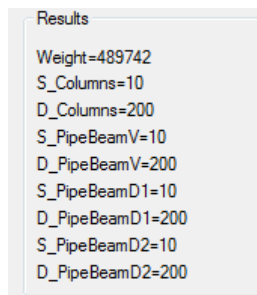 Results
Weight=489742
S_Columns=10
D_Columns=200
S_PipeBeamV=10
D_PipeBeamV=200
S_PipeBeamD1=10
D_PipeBeamD1=200
S_PipeBeamD2=10
D_PipeBeamD2=200